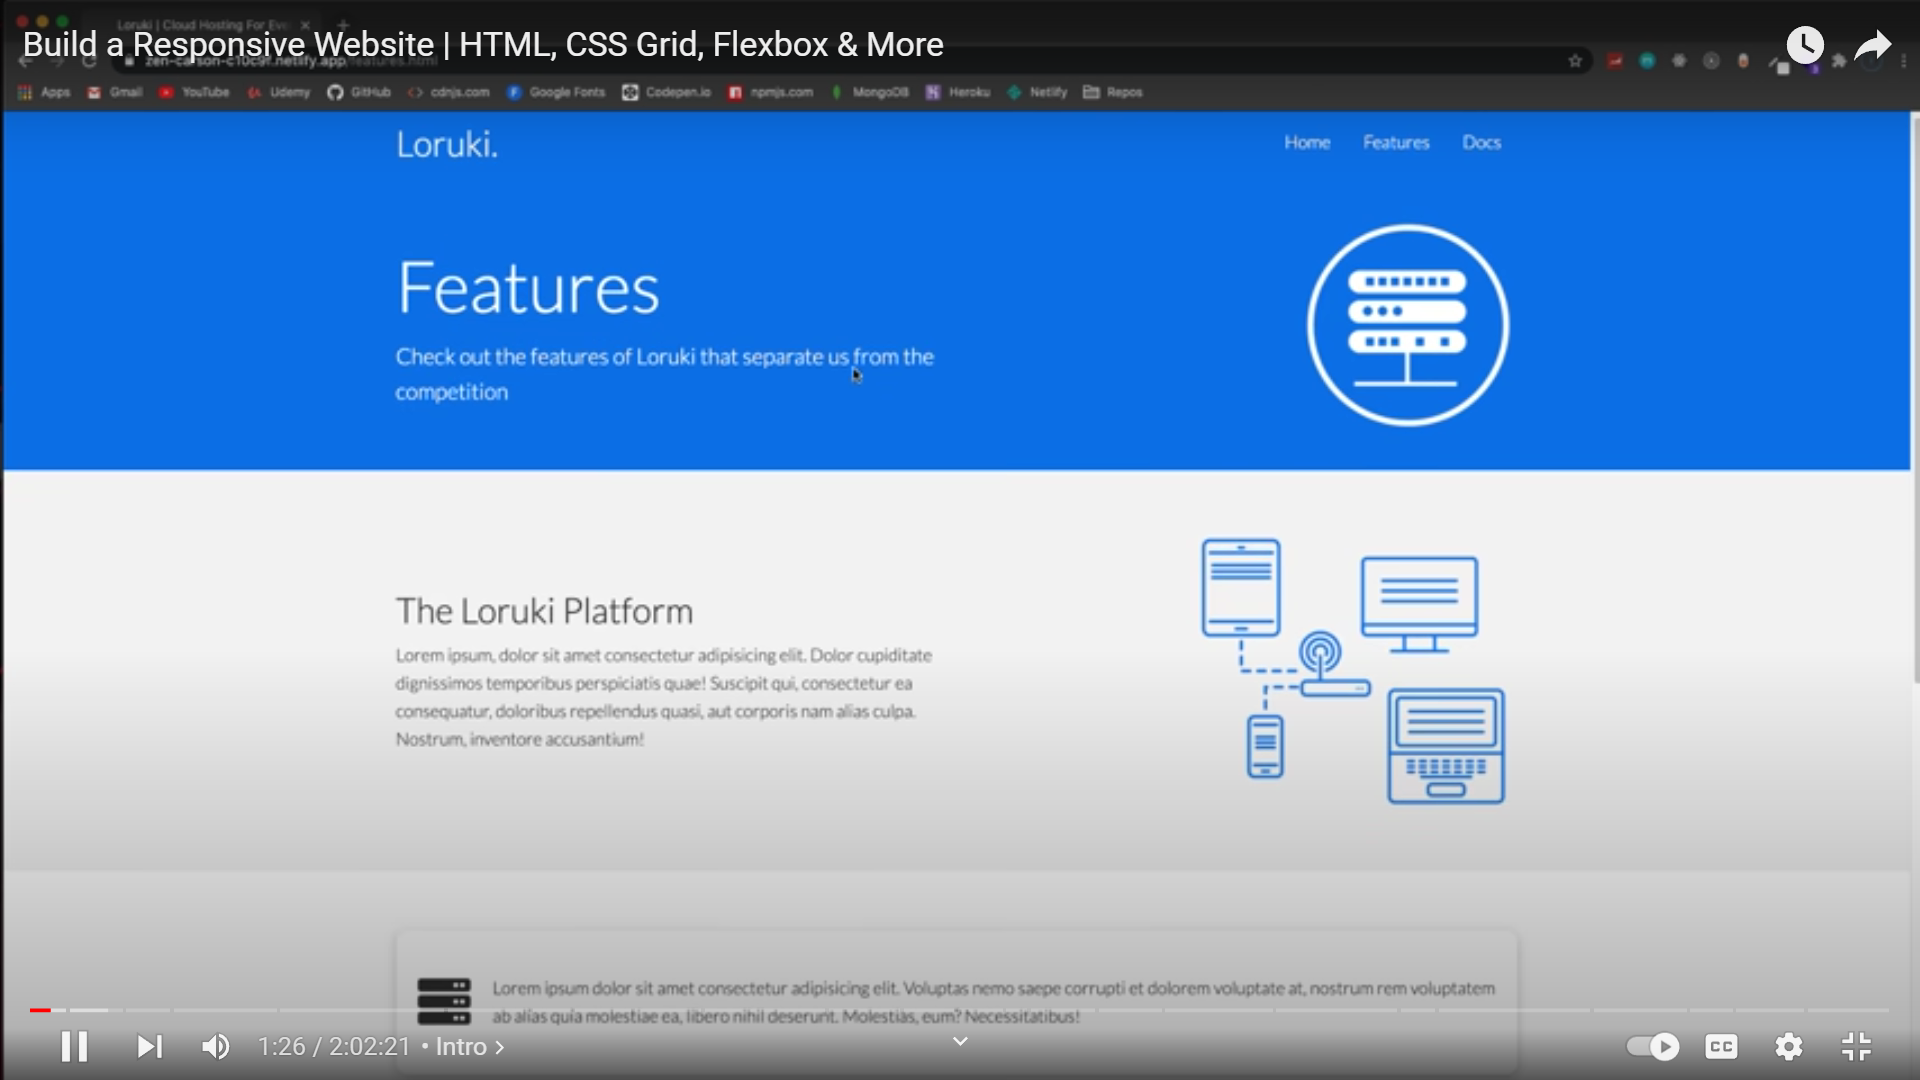 Loruki | Cloud Hosting For Eve
Build a Responsive Website | HTML, CSS Grid, Flexbox & More
zen-carson-c10c9f.netlify.app/features.html
Apps Gmail YouTube Udemy GitHub cdnjs.com Google Fonts Codepen.io npmjs.com MongoDB Heroku Netlify Repos
Loruki.
Home Features Docs
Features
Check out the features of Loruki that separate us from the
competition
The Loruki Platform
Lorem ipsum, dolor sit amet consectetur adipisicing elit. Dolor cupiditate
dignissimos temporibus perspiciatis quae! Suscipit qui, consectetur ea
consequatur, doloribus repellendus quasi, aut corporis nam alias culpa.
Nostrum, inventore accusantium!
Lorem ipsum dolor sit amet consectetur adipisicing elit. Voluptas nemo saepe corrupti et dolorem voluptate at, nostrum rem voluptatem
ab alias quia molestiae ea, libero nihil deserunt. Molestias, eum? Necessitatibus!
1:26 / 2:02:21 • Intro
CC